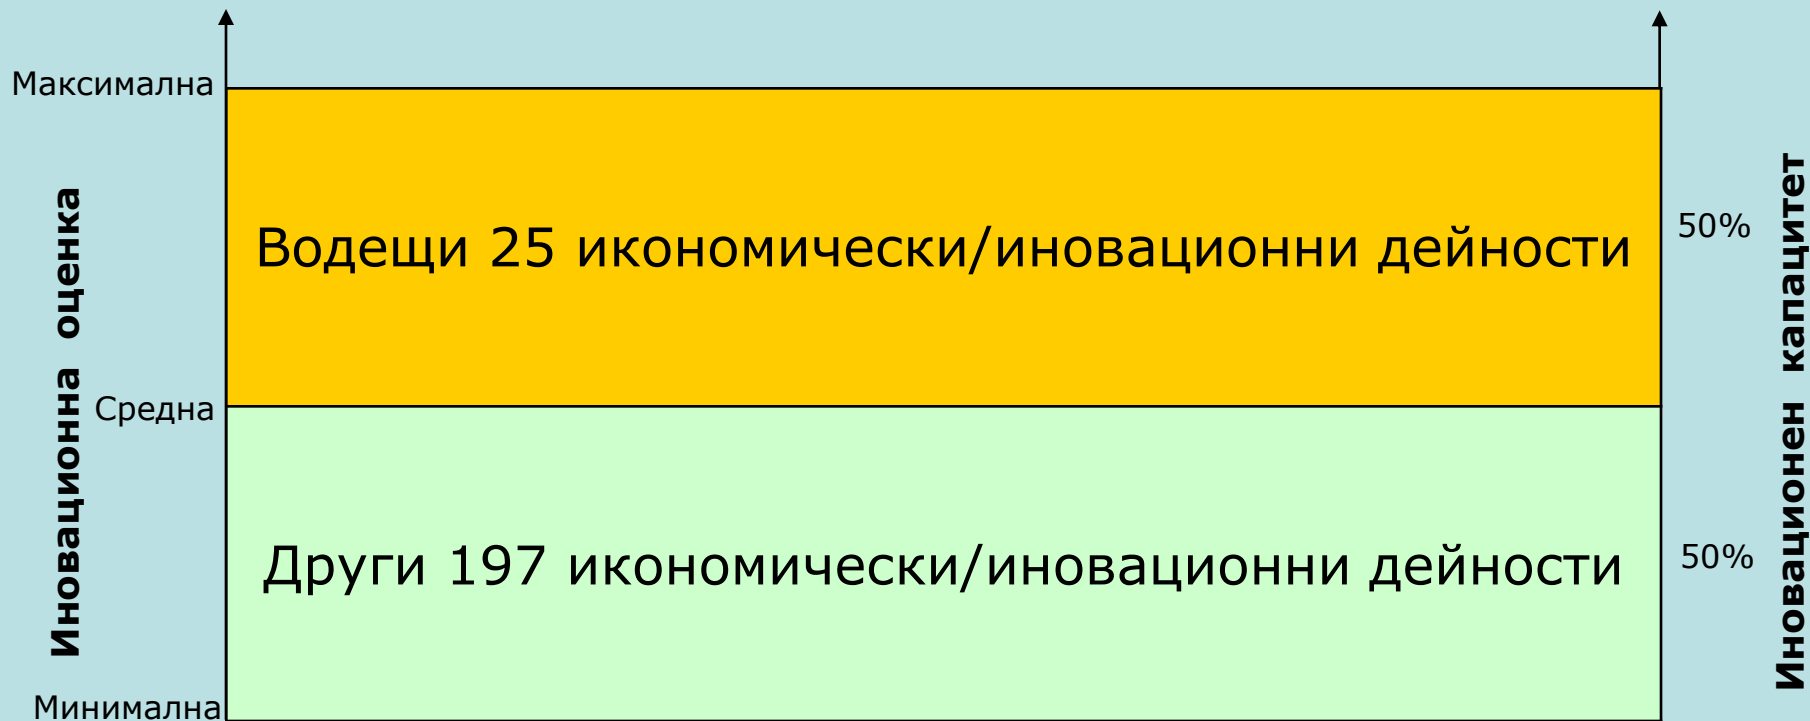 Максимална
Иновационна оценка
Водещи 25 икономически/иновационни дейности
50%
Иновационен капацитет
Средна
Други 197 икономически/иновационни дейности
50%
Минимална